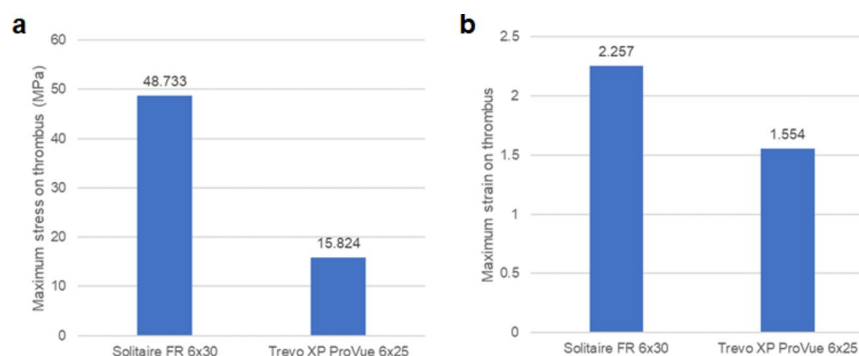 a
Maximum stress on thrombus (MPa)
60
50
40
30
20
10
0
48.733
15.824
Solitaire FR 6x30
Trevo XP ProVue 6x25
b
Maximum strain on thrombus
2.5
2
1.5
1
0.5
0
2.257
1.554
Solitaire FR 6x30
Trevo XP ProVue 6x25